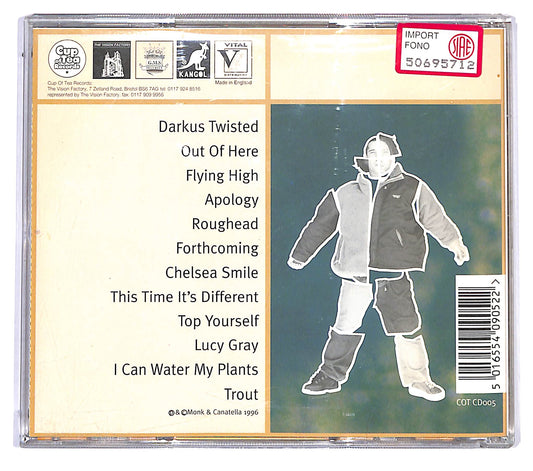 Cup
of Tea
Records
THE VISION FACTORY
G.M.S.
KANGOL
VITAL
Made in England
Cup Of Tea Records:
The Vision Factory, 7 Zetland Road, Bristol BS6 7AG tel 0117 924 8516
represented by The Vision Factory. fax 0117 909 9956
IMPORT
FONO
SIAE
50695712
Darkus Twisted
Out Of Here
Flying High
Apology
Roughead
Forthcoming
Chelsea Smile
This Time It's Different
Top Yourself
Lucy Gray
I Can Water My Plants
Trout
℗ & ©Monk & Canatella 1996
5 016554 090522 >
COT CD005